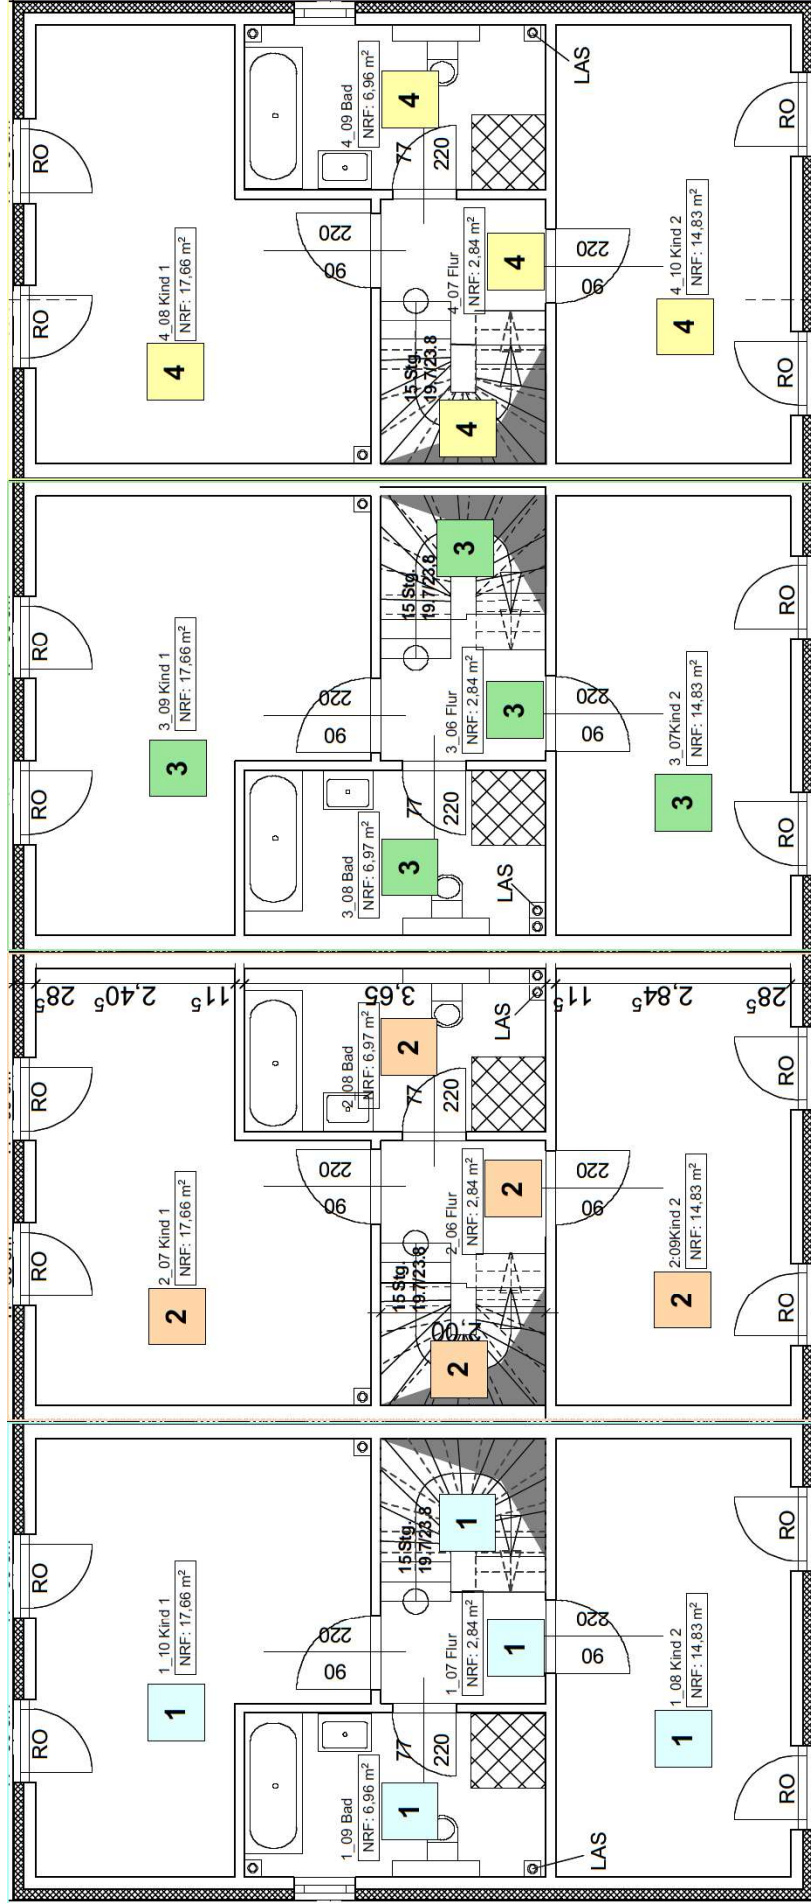 RO
RO
1_10 Kind 1
NRF: 17,66 m²
1
90
220
1_09 Bad
NRF: 6,96 m²
1
77
220
15 Stg.
19.7/23.8
1
1_07 Flur
NRF: 2,84 m²
1
LAS
90
220
1_08 Kind 2
NRF: 14,83 m²
1
RO
RO
RO
RO
2_07 Kind 1
NRF: 17,66 m²
2
90
220
15 Stg.
19.7/23.8
2,00
2
2_06 Flur
NRF: 2,84 m²
2
2_08 Bad
NRF: 6,97 m²
2
77
220
LAS
90
220
2:09Kind 2
NRF: 14,83 m²
2
RO
RO
28⁵
2,40⁵
11⁵
3,65
11⁵
2,84⁵
28⁵
RO
RO
3_09 Kind 1
NRF: 17,66 m²
3
90
220
3_08 Bad
NRF: 6,97 m²
3
77
220
15 Stg.
19.7/23.8
3
3_06 Flur
NRF: 2,84 m²
3
LAS
90
220
3_07Kind 2
NRF: 14,83 m²
3
RO
RO
RO
RO
4_08 Kind 1
NRF: 17,66 m²
4
90
220
15 Stg.
19.7/23.8
4
4_07 Flur
NRF: 2,84 m²
4
4_09 Bad
NRF: 6,96 m²
4
77
220
LAS
90
220
4_10 Kind 2
NRF: 14,83 m²
4
RO
RO